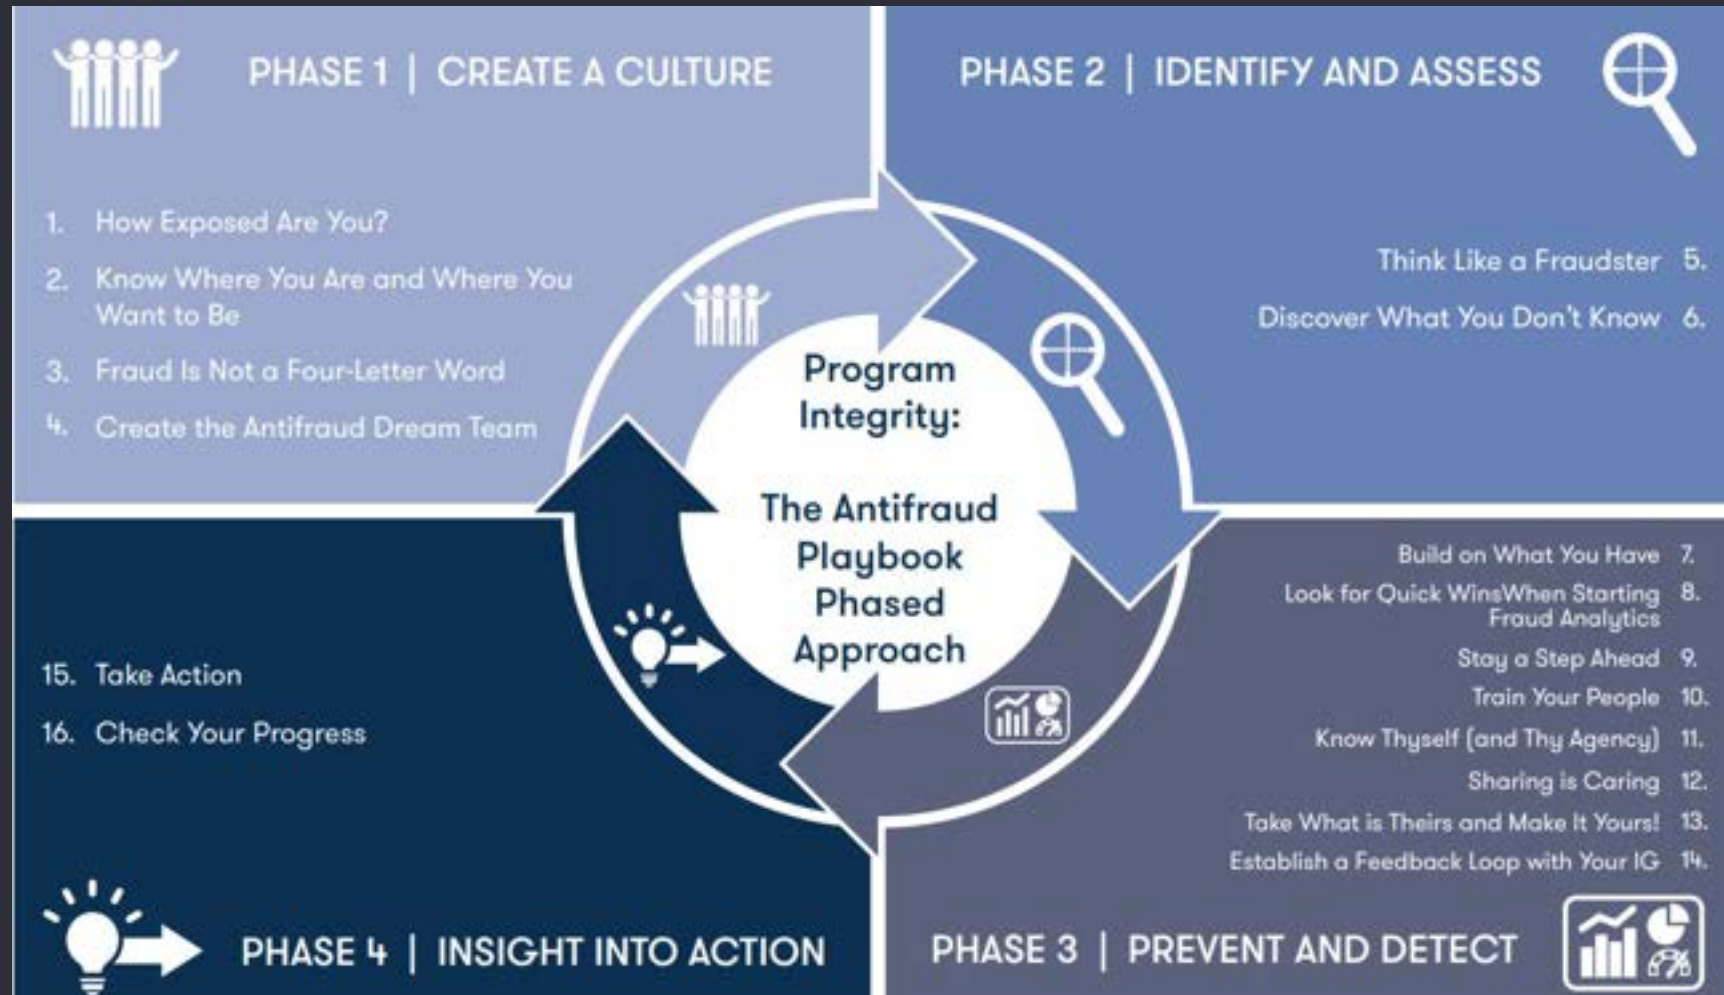 PHASE 1 | CREATE A CULTURE
1. How Exposed Are You?
2. Know Where You Are and Where You
Want to Be
3. Fraud Is Not a Four-Letter Word
4. Create the Antifraud Dream Team
PHASE 2 | IDENTIFY AND ASSESS
Think Like a Fraudster 5.
Discover What You Don't Know 6.
Program
Integrity:
The Antifraud
Playbook
Phased
Approach
Build on What You Have 7.
Look for Quick WinsWhen Starting 8.
Fraud Analytics
Stay a Step Ahead 9.
Train Your People 10.
Know Thyself (and Thy Agency) 11.
Sharing is Caring 12.
Take What is Theirs and Make It Yours! 13.
Establish a Feedback Loop with Your IG 14.
PHASE 3 | PREVENT AND DETECT
15. Take Action
16. Check Your Progress
PHASE 4 | INSIGHT INTO ACTION